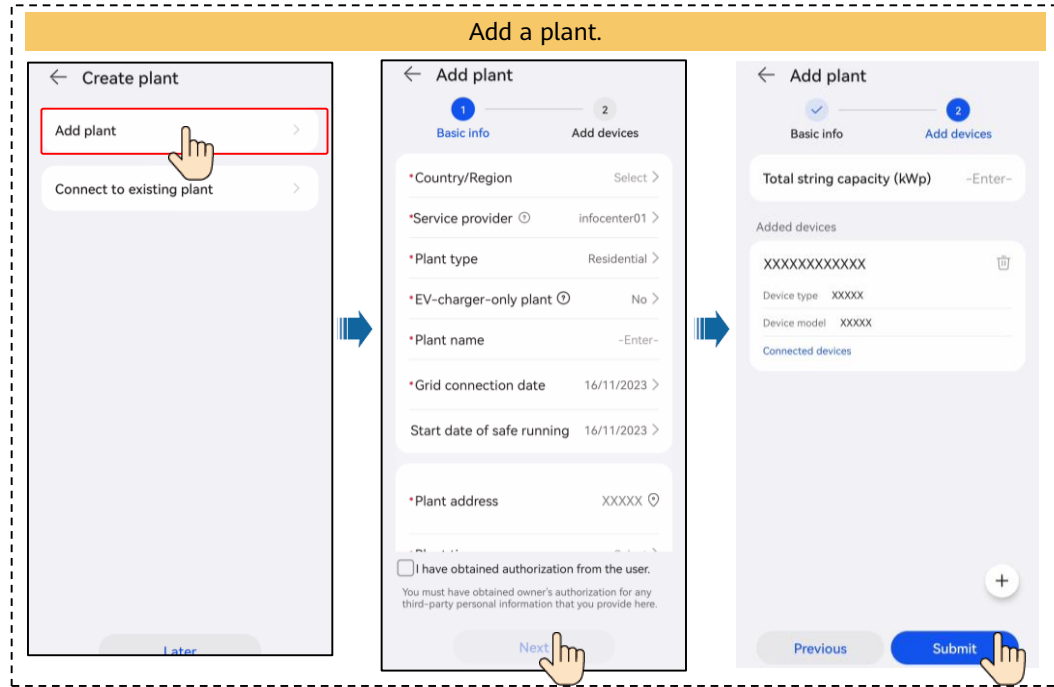 Add a plant.
Create plant
Add plant
Connect to existing plant
Later
Add plant
1 2
Basic info Add devices
*Country/Region Select
*Service provider infocenter01
*Plant type Residential
*EV-charger-only plant No
*Plant name -Enter-
*Grid connection date 16/11/2023
Start date of safe running 16/11/2023
*Plant address XXXXX
I have obtained authorization from the user.
You must have obtained owner's authorization for any
third-party personal information that you provide here.
Next
Add plant
2
Basic info Add devices
Total string capacity (kWp) -Enter-
Added devices
XXXXXXXXXXXX
Device type XXXXX
Device model XXXXX
Connected devices
+
Previous Submit